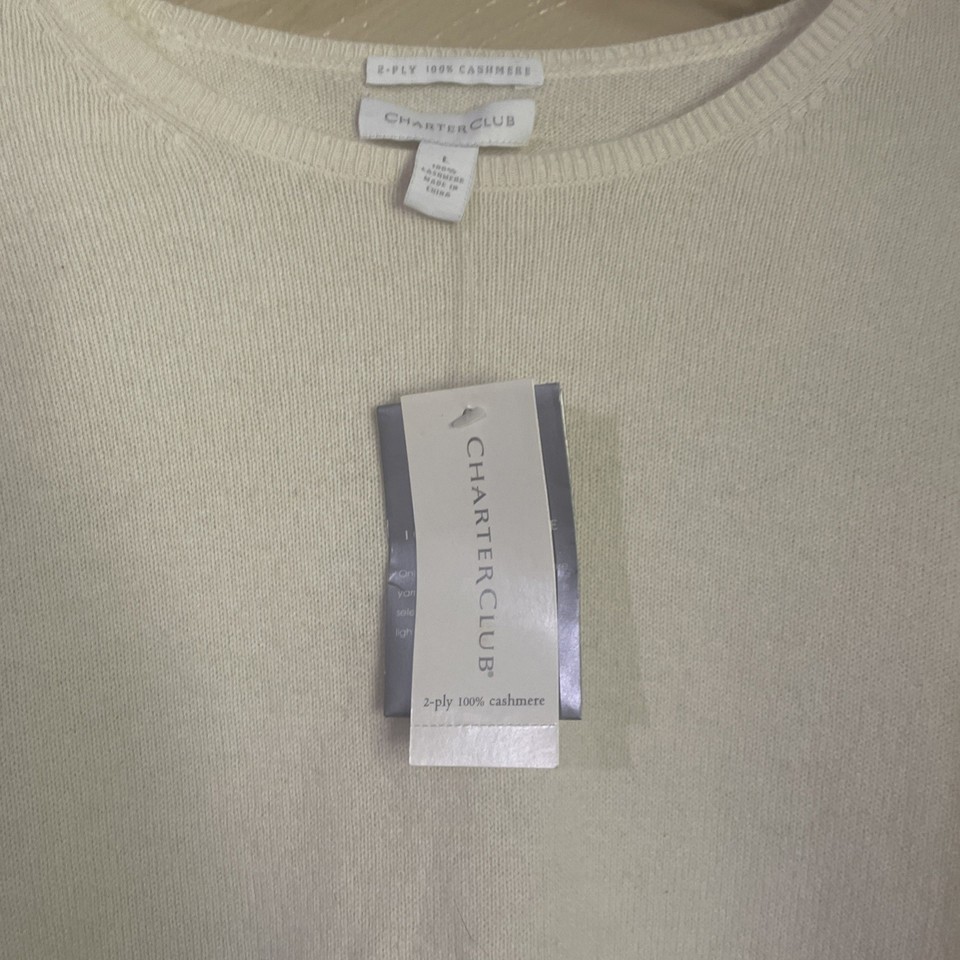 2-PLY 100% CASHMERE
CHARTER CLUB
L
100%
CASHMERE
MADE IN
CHINA
CHARTER CLUB®
2-ply 100% cashmere